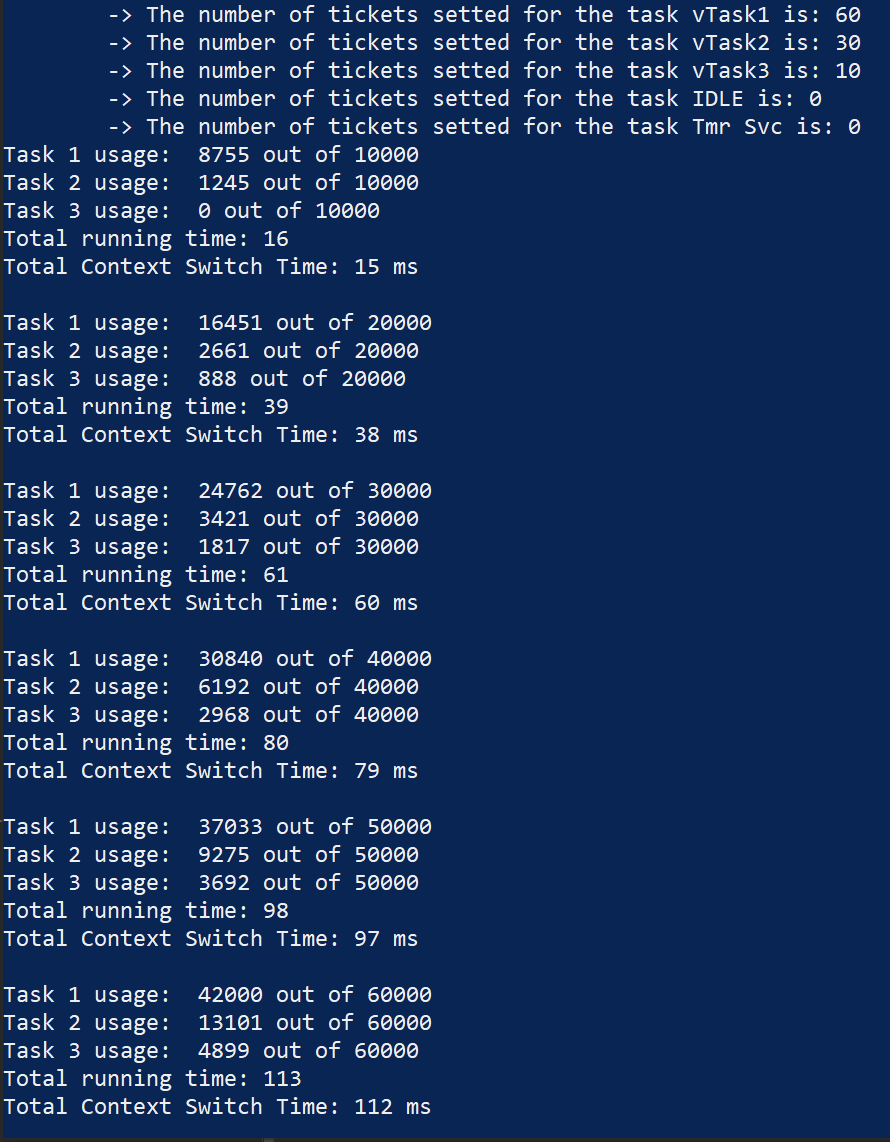 -> The number of tickets setted for the task vTask1 is: 60
-> The number of tickets setted for the task vTask2 is: 30
-> The number of tickets setted for the task vTask3 is: 10
-> The number of tickets setted for the task IDLE is: 0
-> The number of tickets setted for the task Tmr Svc is: 0
Task 1 usage:  8755 out of 10000
Task 2 usage:  1245 out of 10000
Task 3 usage:  0 out of 10000
Total running time: 16
Total Context Switch Time: 15 ms
Task 1 usage:  16451 out of 20000
Task 2 usage:  2661 out of 20000
Task 3 usage:  888 out of 20000
Total running time: 39
Total Context Switch Time: 38 ms
Task 1 usage:  24762 out of 30000
Task 2 usage:  3421 out of 30000
Task 3 usage:  1817 out of 30000
Total running time: 61
Total Context Switch Time: 60 ms
Task 1 usage:  30840 out of 40000
Task 2 usage:  6192 out of 40000
Task 3 usage:  2968 out of 40000
Total running time: 80
Total Context Switch Time: 79 ms
Task 1 usage:  37033 out of 50000
Task 2 usage:  9275 out of 50000
Task 3 usage:  3692 out of 50000
Total running time: 98
Total Context Switch Time: 97 ms
Task 1 usage:  42000 out of 60000
Task 2 usage:  13101 out of 60000
Task 3 usage:  4899 out of 60000
Total running time: 113
Total Context Switch Time: 112 ms